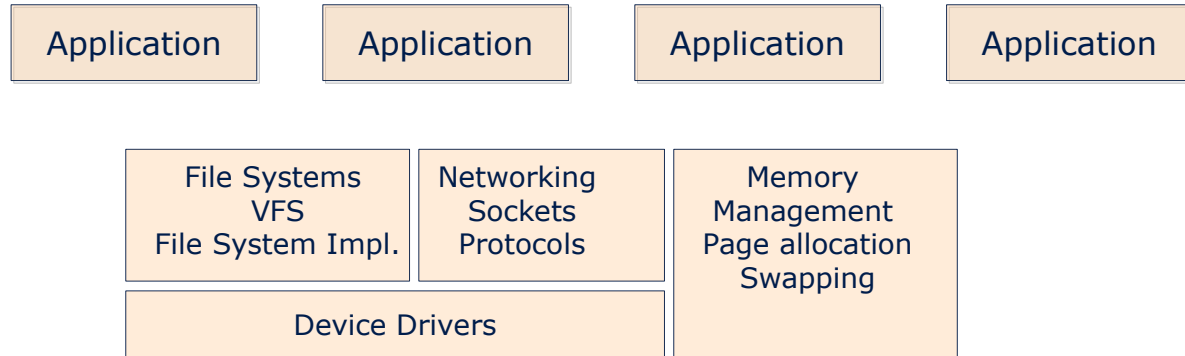 Application
Application
Application
Application
File Systems
VFS
File System Impl.
Networking
Sockets
Protocols
Memory
Management
Page allocation
Swapping
Device Drivers